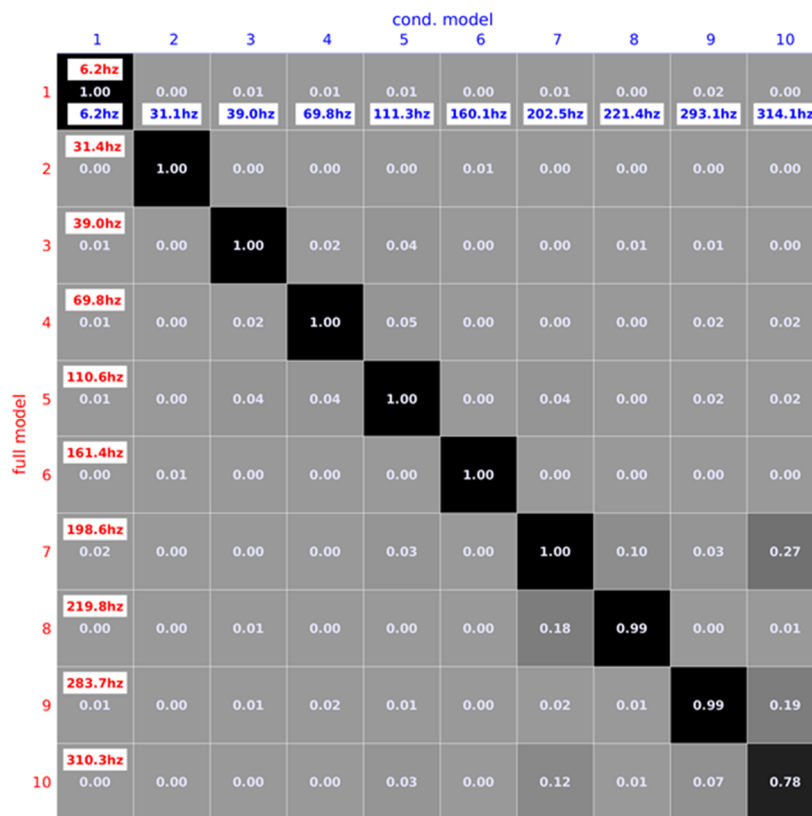 cond. model
1 2 3 4 5 6 7 8 9 10
6.2hz
1 1.00 0.00 0.01 0.01 0.01 0.00 0.01 0.00 0.02 0.00
6.2hz 31.1hz 39.0hz 69.8hz 111.3hz 160.1hz 202.5hz 221.4hz 293.1hz 314.1hz
31.4hz
2 0.00 1.00 0.00 0.00 0.00 0.01 0.00 0.00 0.00 0.00
39.0hz
3 0.01 0.00 1.00 0.02 0.04 0.00 0.00 0.01 0.01 0.00
69.8hz
4 0.01 0.00 0.02 1.00 0.05 0.00 0.00 0.00 0.02 0.02
110.6hz
5 0.01 0.00 0.04 0.04 1.00 0.00 0.04 0.00 0.02 0.02
full model
161.4hz
6 0.00 0.01 0.00 0.00 0.00 1.00 0.00 0.00 0.00 0.00
198.6hz
7 0.02 0.00 0.00 0.00 0.03 0.00 1.00 0.10 0.03 0.27
219.8hz
8 0.00 0.00 0.01 0.00 0.00 0.00 0.18 0.99 0.00 0.01
283.7hz
9 0.01 0.00 0.01 0.02 0.01 0.00 0.02 0.01 0.99 0.19
310.3hz
10 0.00 0.00 0.00 0.00 0.03 0.00 0.12 0.01 0.07 0.78